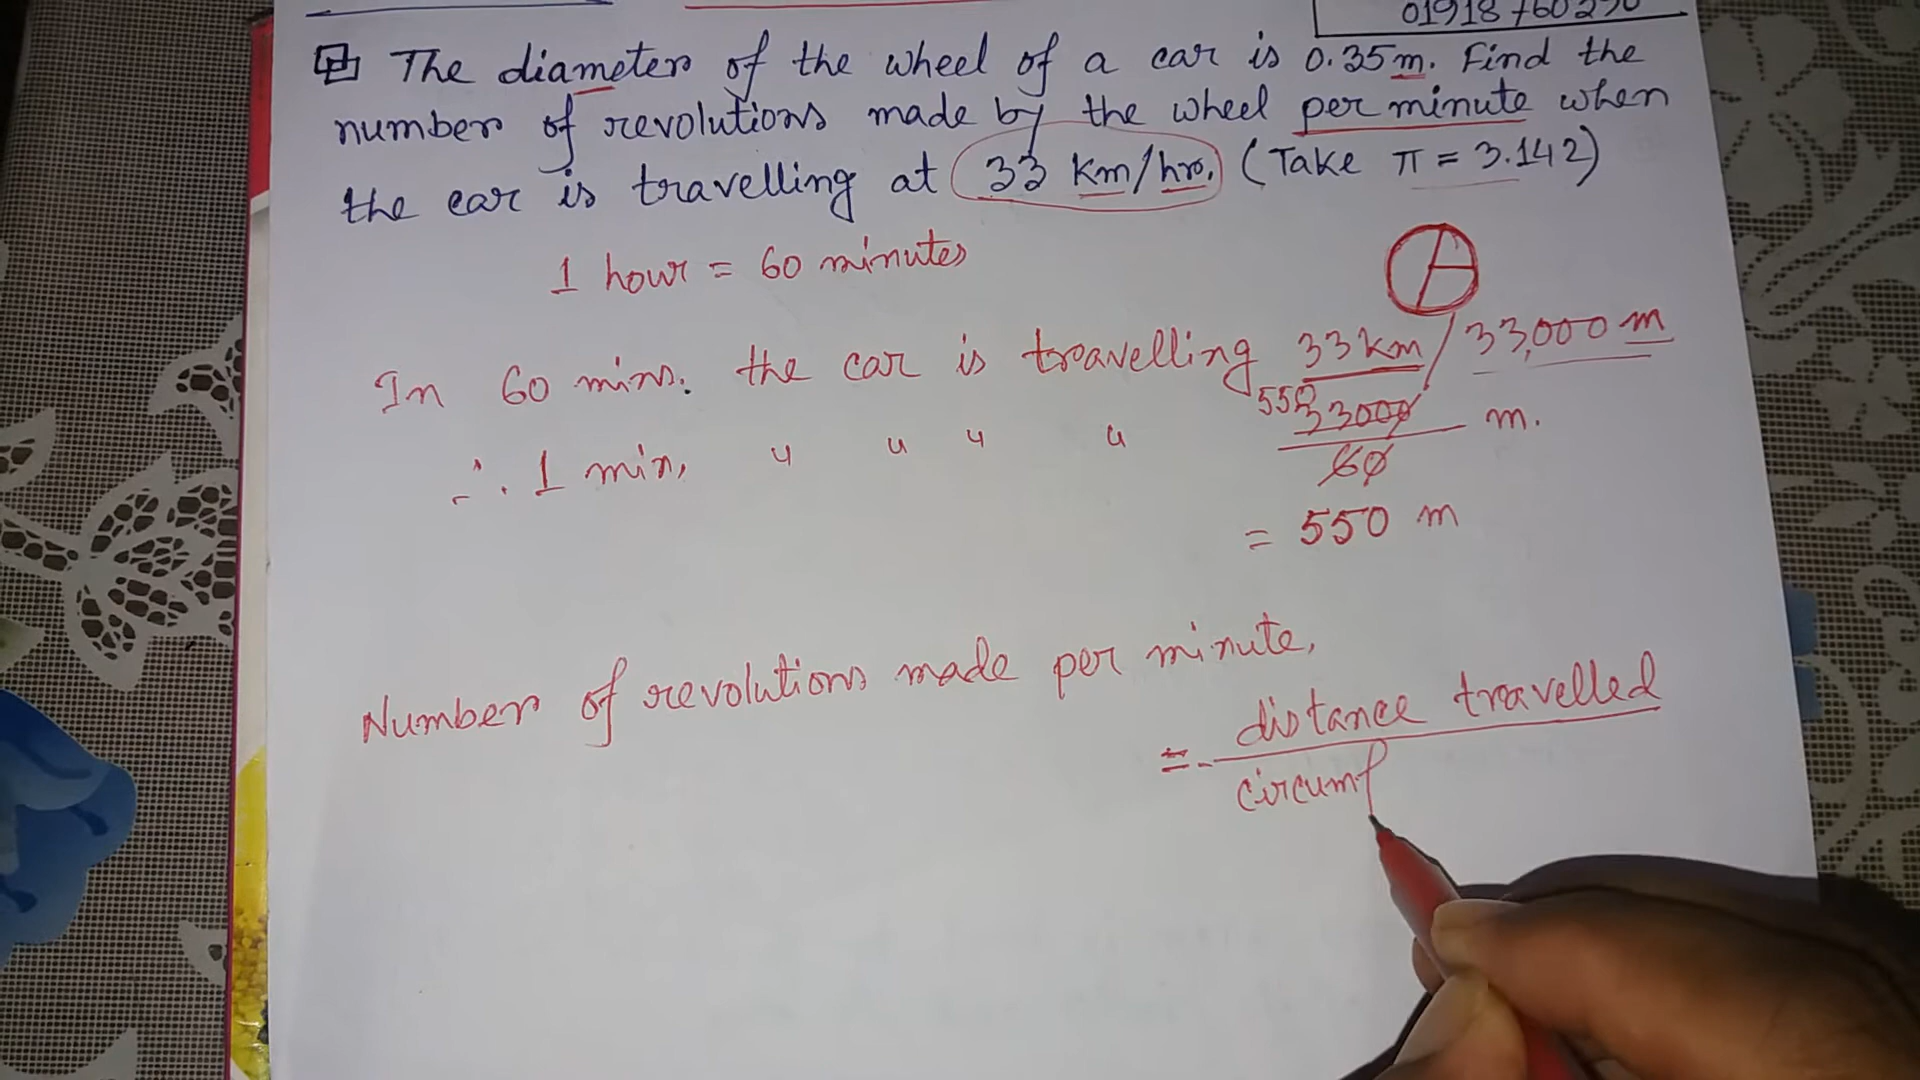 The diameter of the wheel of a car is 0.35m. Find the
number of revolutions made by the wheel per minute when
the car is travelling at 33 km/hr. (Take π = 3.142)
1 hour = 60 minutes
In 60 mins. the car is travelling 33 km / 33,000 m
∴ 1 min, " " " " 33000/60 m.
550
= 550 m
Number of revolutions made per minute,
= distance travelled
circumf